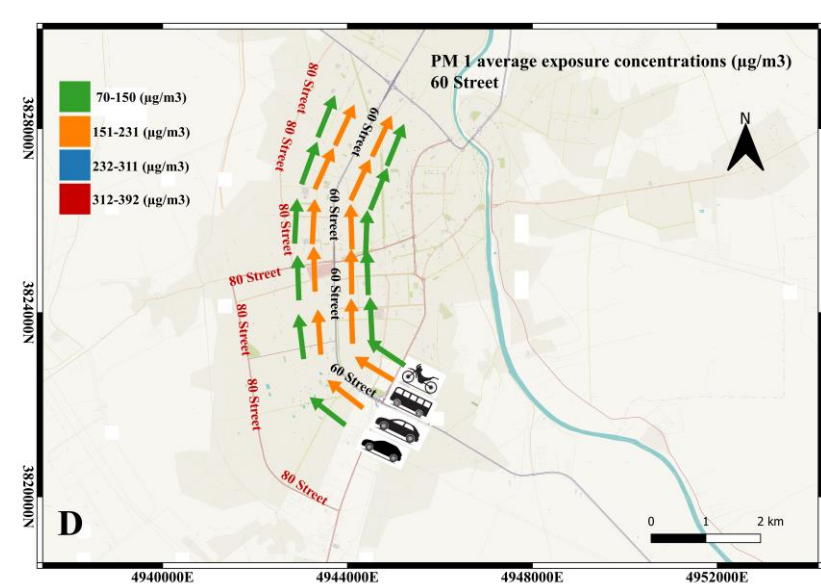 PM 1 average exposure concentrations (µg/m3)
60 Street
70-150 (µg/m3)
151-231 (µg/m3)
232-311 (µg/m3)
312-392 (µg/m3)
N
80 Street
80 Street
60 Street
80 Street
60 Street
80 Street
60 Street
80 Street
60 Street
80 Street
80 Street
D
0 1 2 km
3828000N
3824000N
3820000N
4940000E 4944000E 4948000E 4952000E